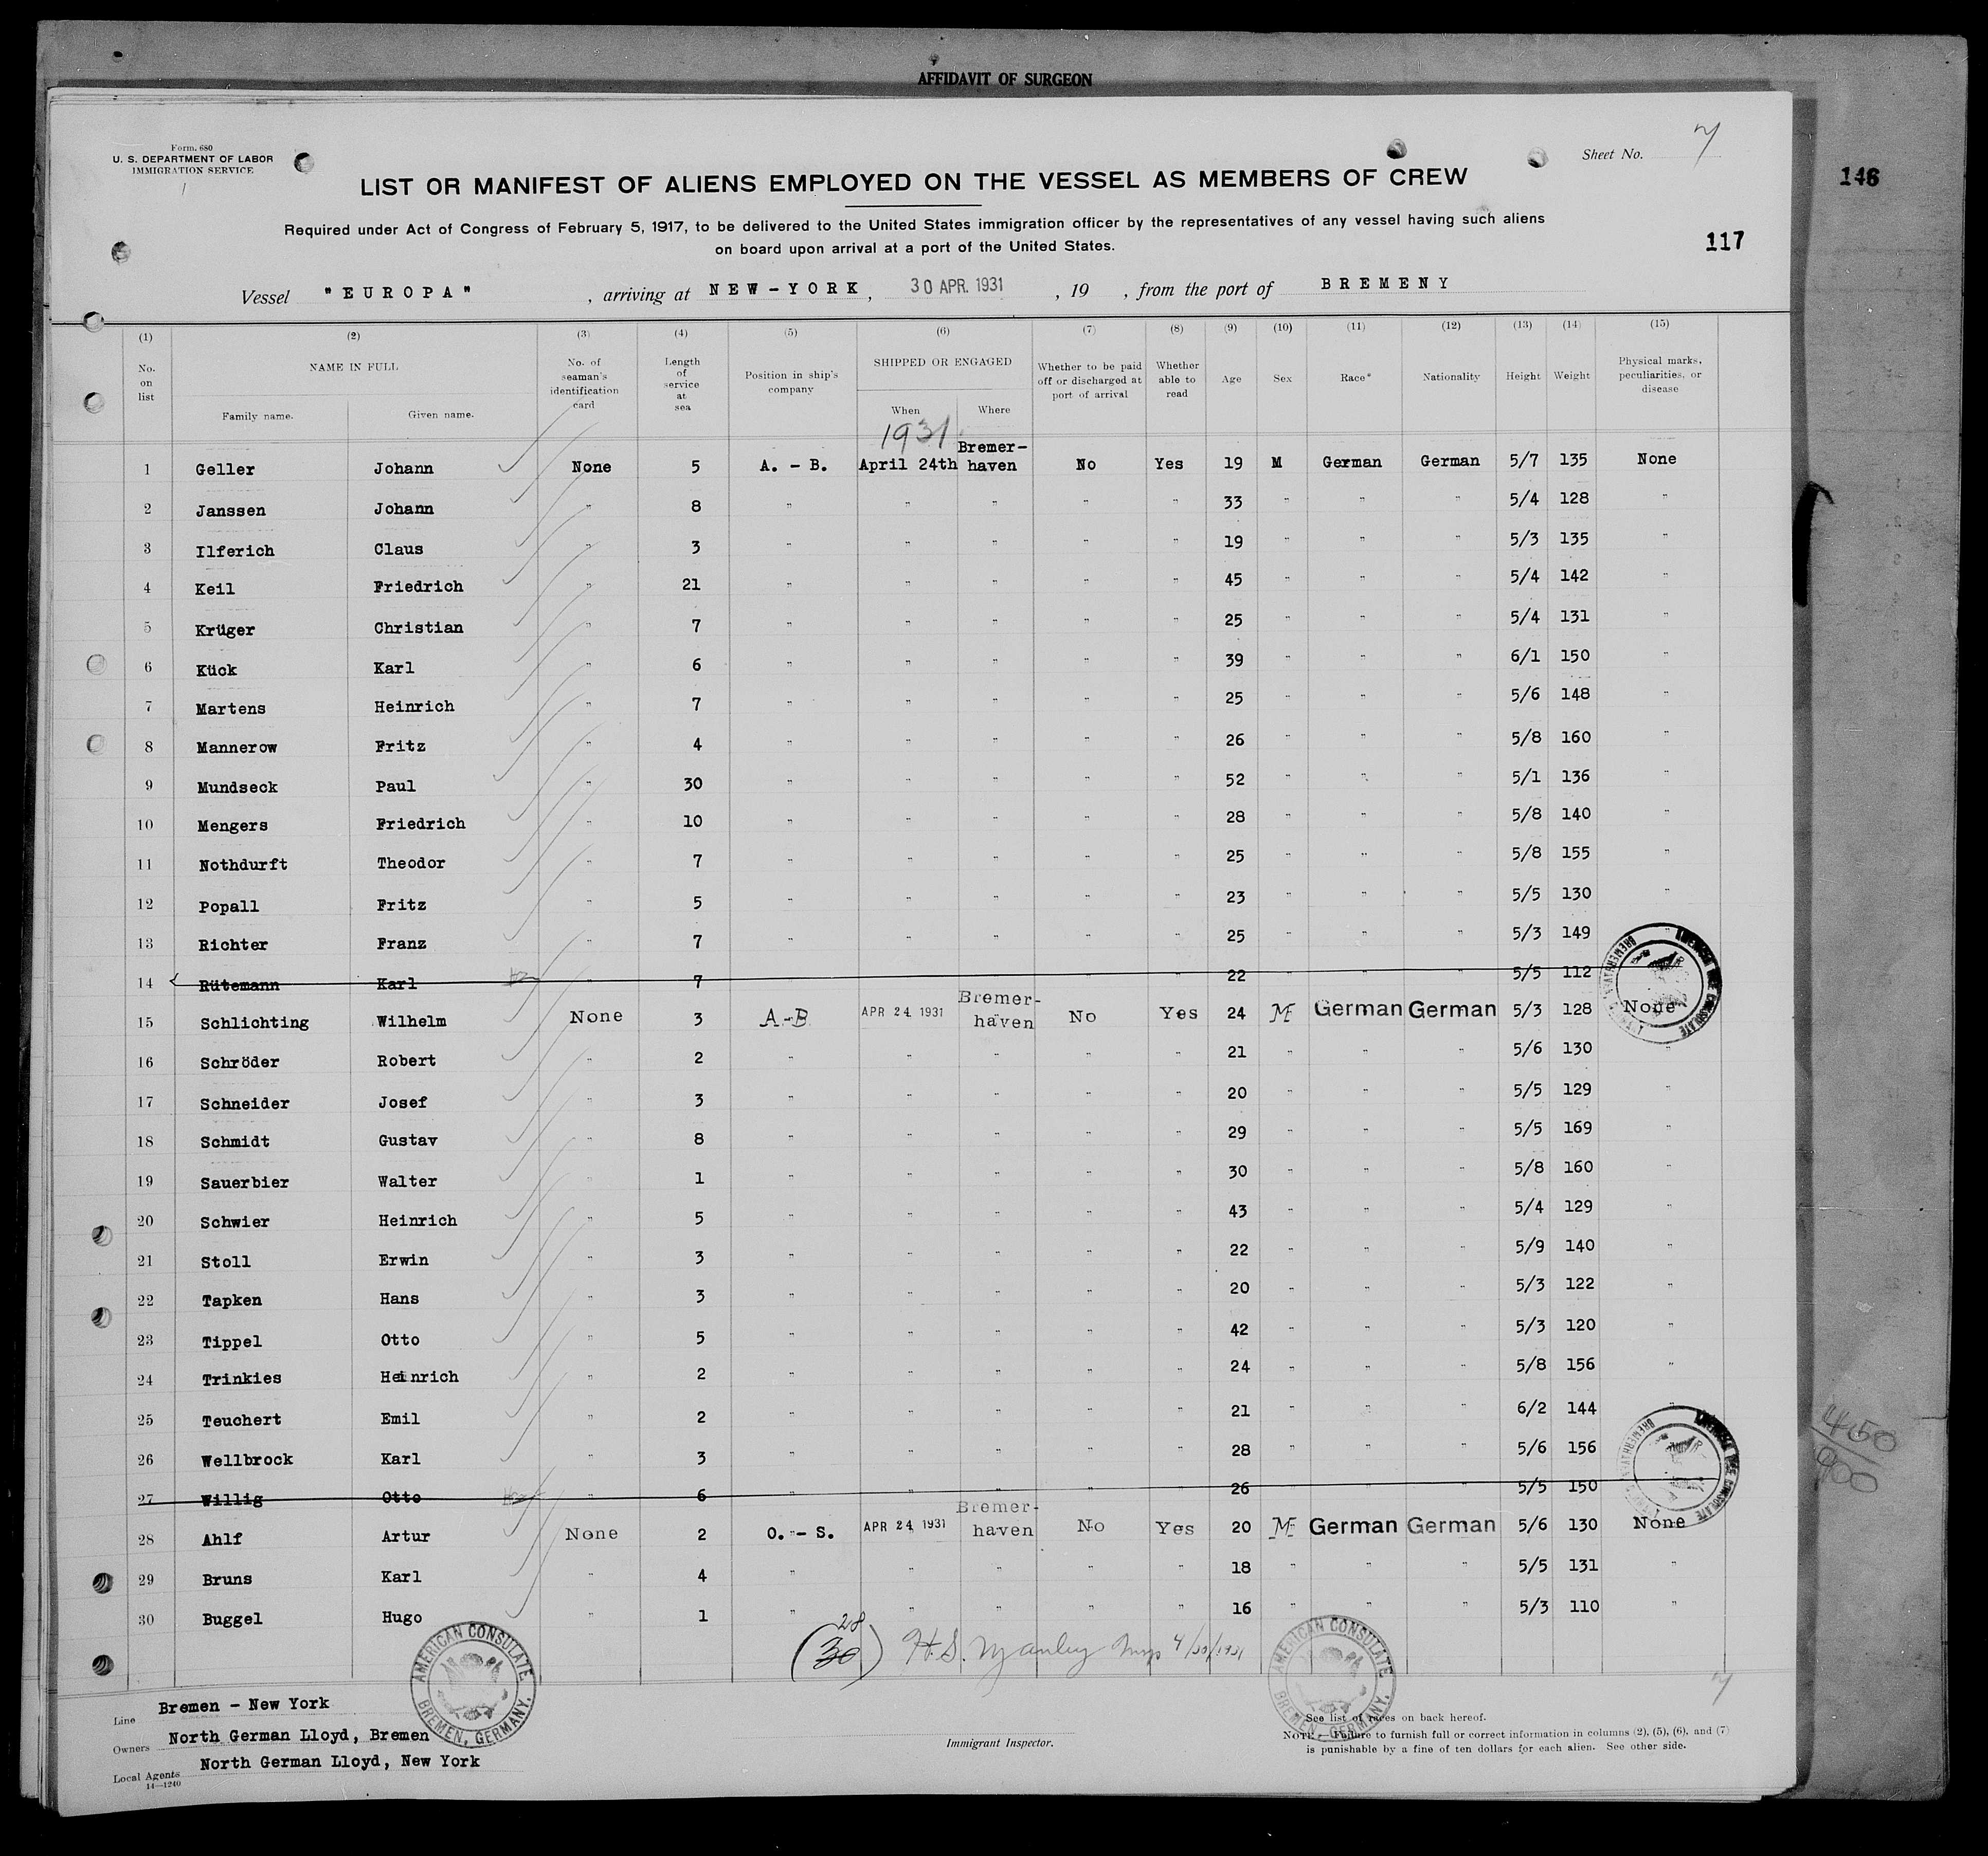 AFFIDAVIT OF SURGEON
Form. 680
U. S. DEPARTMENT OF LABOR
IMMIGRATION SERVICE
Sheet No. 7
146
LIST OR MANIFEST OF ALIENS EMPLOYED ON THE VESSEL AS MEMBERS OF CREW
Required under Act of Congress of February 5, 1917, to be delivered to the United States immigration officer by the representatives of any vessel having such aliens
on board upon arrival at a port of the United States.
117
Vessel "EUROPA" , arriving at NEW-YORK, 30 APR. 1931 , 19 , from the port of BREMENY
(1) (2) (3) (4) (5) (6) (7) (8) (9) (10) (11) (12) (13) (14) (15)
No. on list NAME IN FULL Family name. Given name. No. of seaman's identification card Length of service at sea Position in ship's company SHIPPED OR ENGAGED When Where Whether to be paid off or discharged at port of arrival Whether able to read Age Sex Race* Nationality Height Weight Physical marks, peculiarities, or disease
1931
1 Geller Johann None 5 A. - B. April 24th Bremer-haven No Yes 19 M German German 5/7 135 None
2 Janssen Johann " 8 " " " " " 33 " " " 5/4 128 "
3 Ilferich Claus " 3 " " " " " 19 " " " 5/3 135 "
4 Keil Friedrich " 21 " " " " " 45 " " " 5/4 142 "
5 Krüger Christian " 7 " " " " " 25 " " " 5/4 131 "
6 Kück Karl " 6 " " " " " 39 " " " 6/1 150 "
7 Martens Heinrich " 7 " " " " " 25 " " " 5/6 148 "
8 Mannerow Fritz " 4 " " " " " 26 " " " 5/8 160 "
9 Mundseck Paul " 30 " " " " " 52 " " " 5/1 136 "
10 Mengers Friedrich " 10 " " " " " 28 " " " 5/8 140 "
11 Nothdurft Theodor " 7 " " " " " 25 " " " 5/8 155 "
12 Popall Fritz " 5 " " " " " 23 " " " 5/5 130 "
13 Richter Franz " 7 " " " " " 25 " " " 5/3 149 "
14 Rütemann Karl " 7 " " " " " 22 " " " 5/5 112
15 Schlichting Wilhelm None 3 A.-B. APR 24 1931 Bremer-haven No Yes 24 M German German 5/3 128 None
16 Schröder Robert " 2 " " " " " 21 " " " 5/6 130 "
17 Schneider Josef " 3 " " " " " 20 " " " 5/5 129 "
18 Schmidt Gustav " 8 " " " " " 29 " " " 5/5 169 "
19 Sauerbier Walter " 1 " " " " " 30 " " " 5/8 160 "
20 Schwier Heinrich " 5 " " " " " 43 " " " 5/4 129 "
21 Stoll Erwin " 3 " " " " " 22 " " " 5/9 140 "
22 Tapken Hans " 3 " " " " " 20 " " " 5/3 122 "
23 Tippel Otto " 5 " " " " " 42 " " " 5/3 120 "
24 Trinkies Heinrich " 2 " " " " " 24 " " " 5/8 156 "
25 Teuchert Emil " 2 " " " " " 21 " " " 6/2 144 "
26 Wellbrock Karl " 3 " " " " " 28 " " " 5/6 156
27 Willig Otto " 6 " " " " " 26 " " " 5/5 150
28 Ahlf Artur None 2 O. - S. APR 24 1931 Bremer-haven No Yes 20 M German German 5/6 130 None
29 Bruns Karl " 4 " " " " " 18 " " " 5/5 131 "
30 Buggel Hugo " 1 " " " " " 16 " " " 5/3 110 "
28
(30) H.S. Manley Insp 4/30/1931
AMERICAN CONSULATE BREMEN, GERMANY.
AMERICAN CONSULATE BREMEN, GERMANY.
450
900
Line Bremen - New York
Owners North German Lloyd, Bremen
Local Agents North German Lloyd, New York
14-1240
Immigrant Inspector.
See list of races on back hereof.
NOTE.—Failure to furnish full or correct information in columns (2), (5), (6), and (7)
is punishable by a fine of ten dollars for each alien. See other side.
7